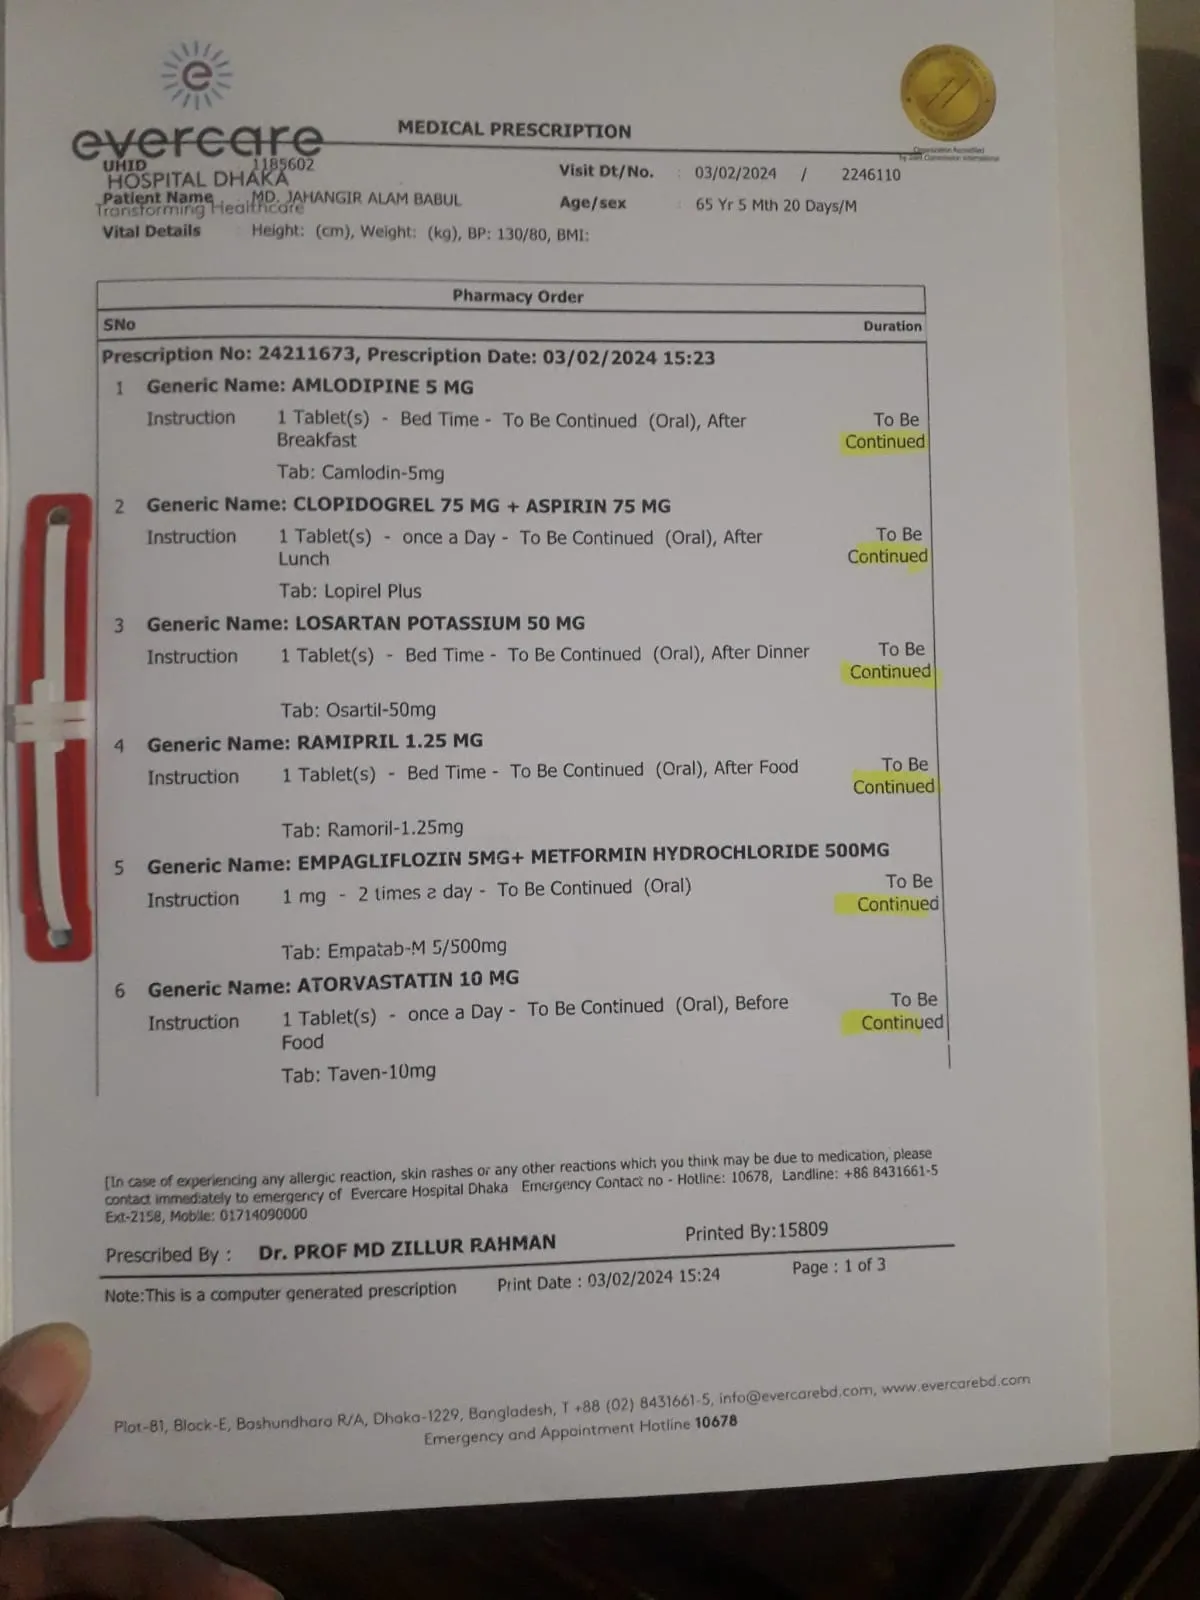 e
evercare
MEDICAL PRESCRIPTION
UHID 1185602
HOSPITAL DHAKA
Visit Dt/No. : 03/02/2024 / 2246110
Patient Name : MD. JAHANGIR ALAM BABUL
Transforming Healthcare
Age/sex : 65 Yr 5 Mth 20 Days/M
Vital Details Height: (cm), Weight: (kg), BP: 130/80, BMI:
Pharmacy Order
SNo Duration
Prescription No: 24211673, Prescription Date: 03/02/2024 15:23
1 Generic Name: AMLODIPINE 5 MG
Instruction 1 Tablet(s) - Bed Time - To Be Continued (Oral), After To Be
Breakfast Continued
Tab: Camlodin-5mg
2 Generic Name: CLOPIDOGREL 75 MG + ASPIRIN 75 MG
Instruction 1 Tablet(s) - once a Day - To Be Continued (Oral), After To Be
Lunch Continued
Tab: Lopirel Plus
3 Generic Name: LOSARTAN POTASSIUM 50 MG
Instruction 1 Tablet(s) - Bed Time - To Be Continued (Oral), After Dinner To Be
Continued
Tab: Osartil-50mg
4 Generic Name: RAMIPRIL 1.25 MG
Instruction 1 Tablet(s) - Bed Time - To Be Continued (Oral), After Food To Be
Continued
Tab: Ramoril-1.25mg
5 Generic Name: EMPAGLIFLOZIN 5MG+ METFORMIN HYDROCHLORIDE 500MG
Instruction 1 mg - 2 times a day - To Be Continued (Oral) To Be
Continued
Tab: Empatab-M 5/500mg
6 Generic Name: ATORVASTATIN 10 MG
Instruction 1 Tablet(s) - once a Day - To Be Continued (Oral), Before To Be
Food Continued
Tab: Taven-10mg
[In case of experiencing any allergic reaction, skin rashes or any other reactions which you think may be due to medication, please
contact immediately to emergency of Evercare Hospital Dhaka Emergency Contact no - Hotline: 10678, Landline: +88 8431661-5
Ext-2158, Mobile: 01714090000
Prescribed By : Dr. PROF MD ZILLUR RAHMAN Printed By:15809
Note:This is a computer generated prescription Print Date : 03/02/2024 15:24 Page : 1 of 3
Plot-81, Block-E, Bashundhara R/A, Dhaka-1229, Bangladesh, T +88 (02) 8431661-5, info@evercarebd.com, www.evercarebd.com
Emergency and Appointment Hotline 10678